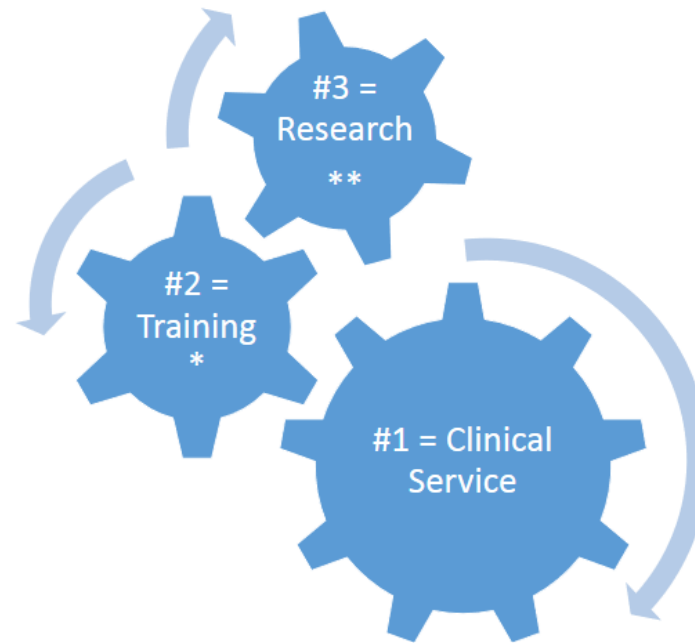 #3 =
Research
**
#2 =
Training
*
#1 = Clinical
Service